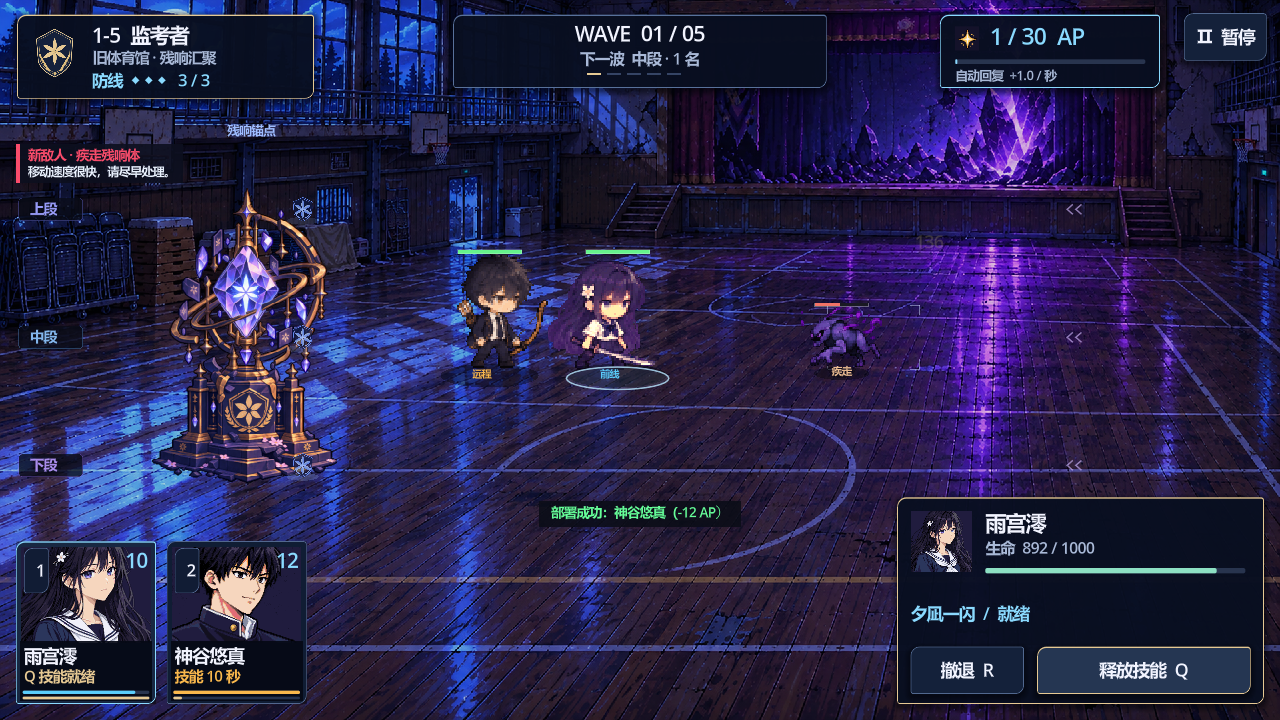 1-5 监考者
旧体育馆·残响汇聚
防线 3 / 3
WAVE 01 / 05
下一波 中段·1 名
1 / 30 AP
自动回复 +1.0 / 秒
暂停
残响锚点
新敌人·疾走残响体
移动速度很快，请尽早处理。
上段
<<
136
中段
<<
远程
前线
疾走
下段
<<
部署成功：神谷悠真（-12 AP）
雨宫澪
生命 892 / 1000
夕凪一闪 / 就绪
撤退 R
释放技能 Q
1
10
雨宫澪
Q 技能就绪
2
12
神谷悠真
技能 10 秒